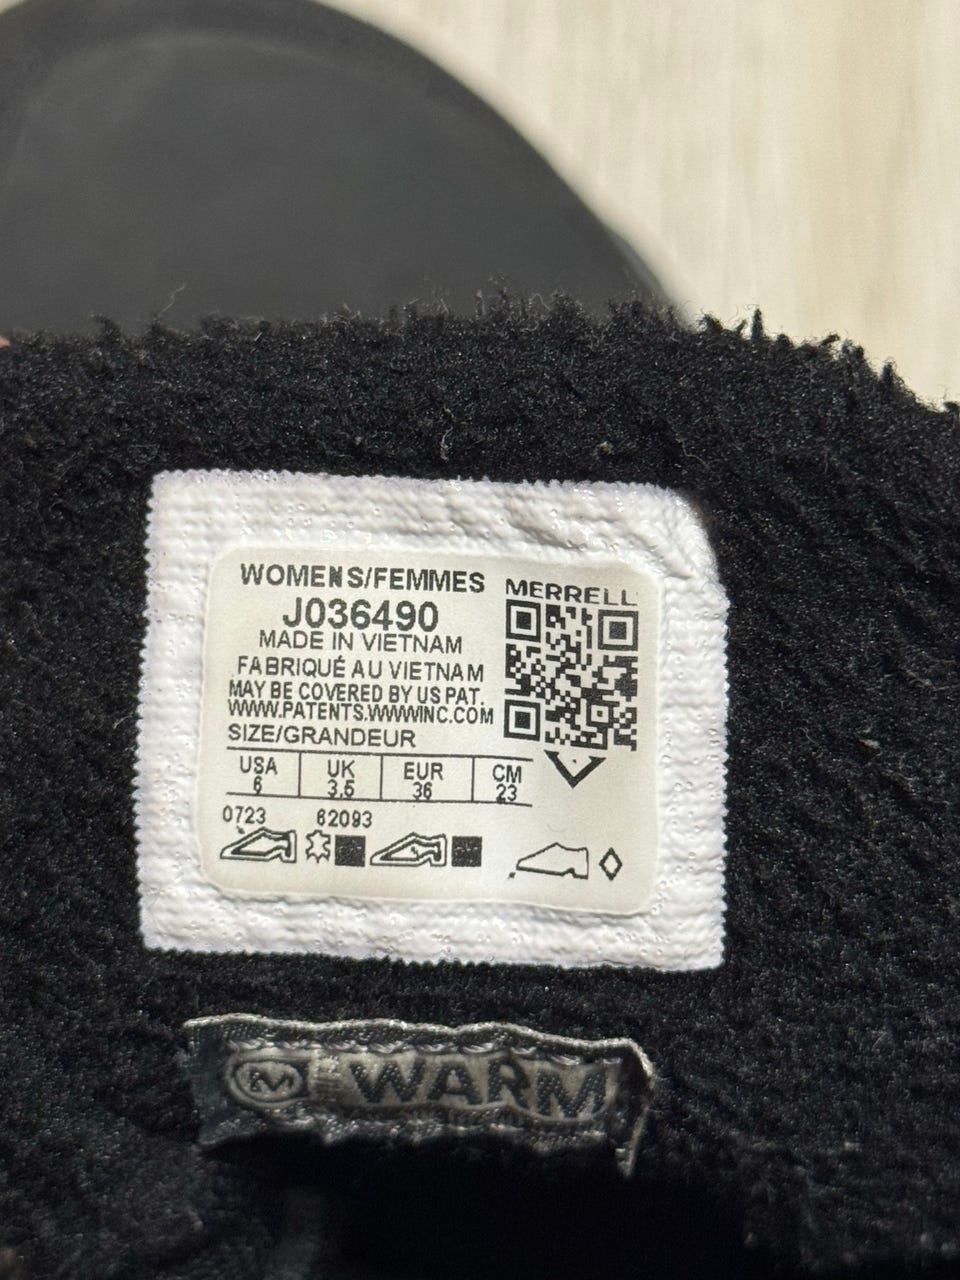 WOMENS/FEMMES
MERRELL
J036490
MADE IN VIETNAM
FABRIQUÉ AU VIETNAM
MAY BE COVERED BY US PAT.
WWW.PATENTS.WWWINC.COM
SIZE/GRANDEUR
USA UK EUR CM
6 3.5 36 23
0723 62093
M WARM